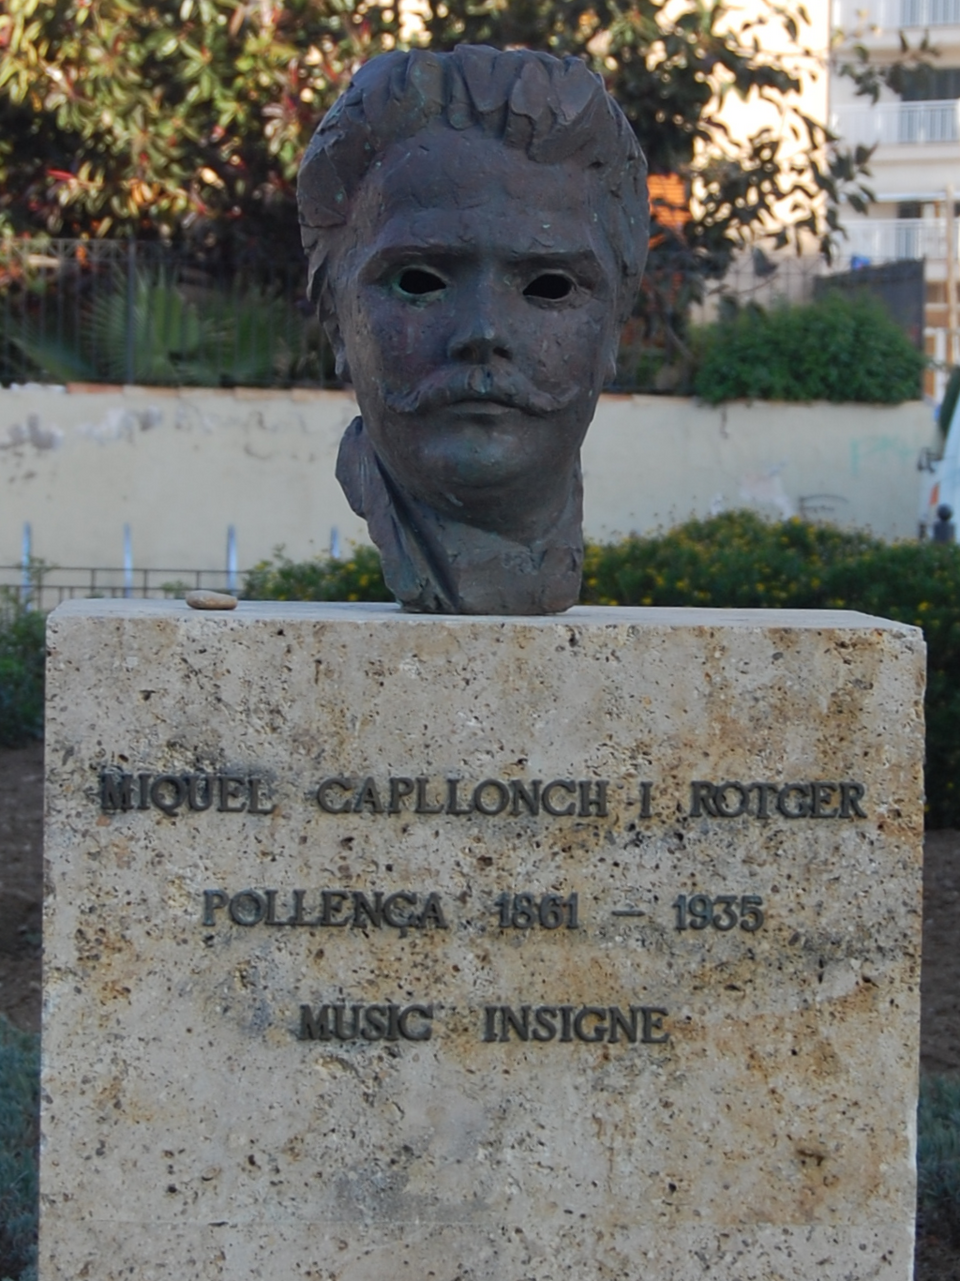 MIQUEL CAPLLONCH I ROTGER
POLLENÇA 1861 – 1935
MUSIC INSIGNE